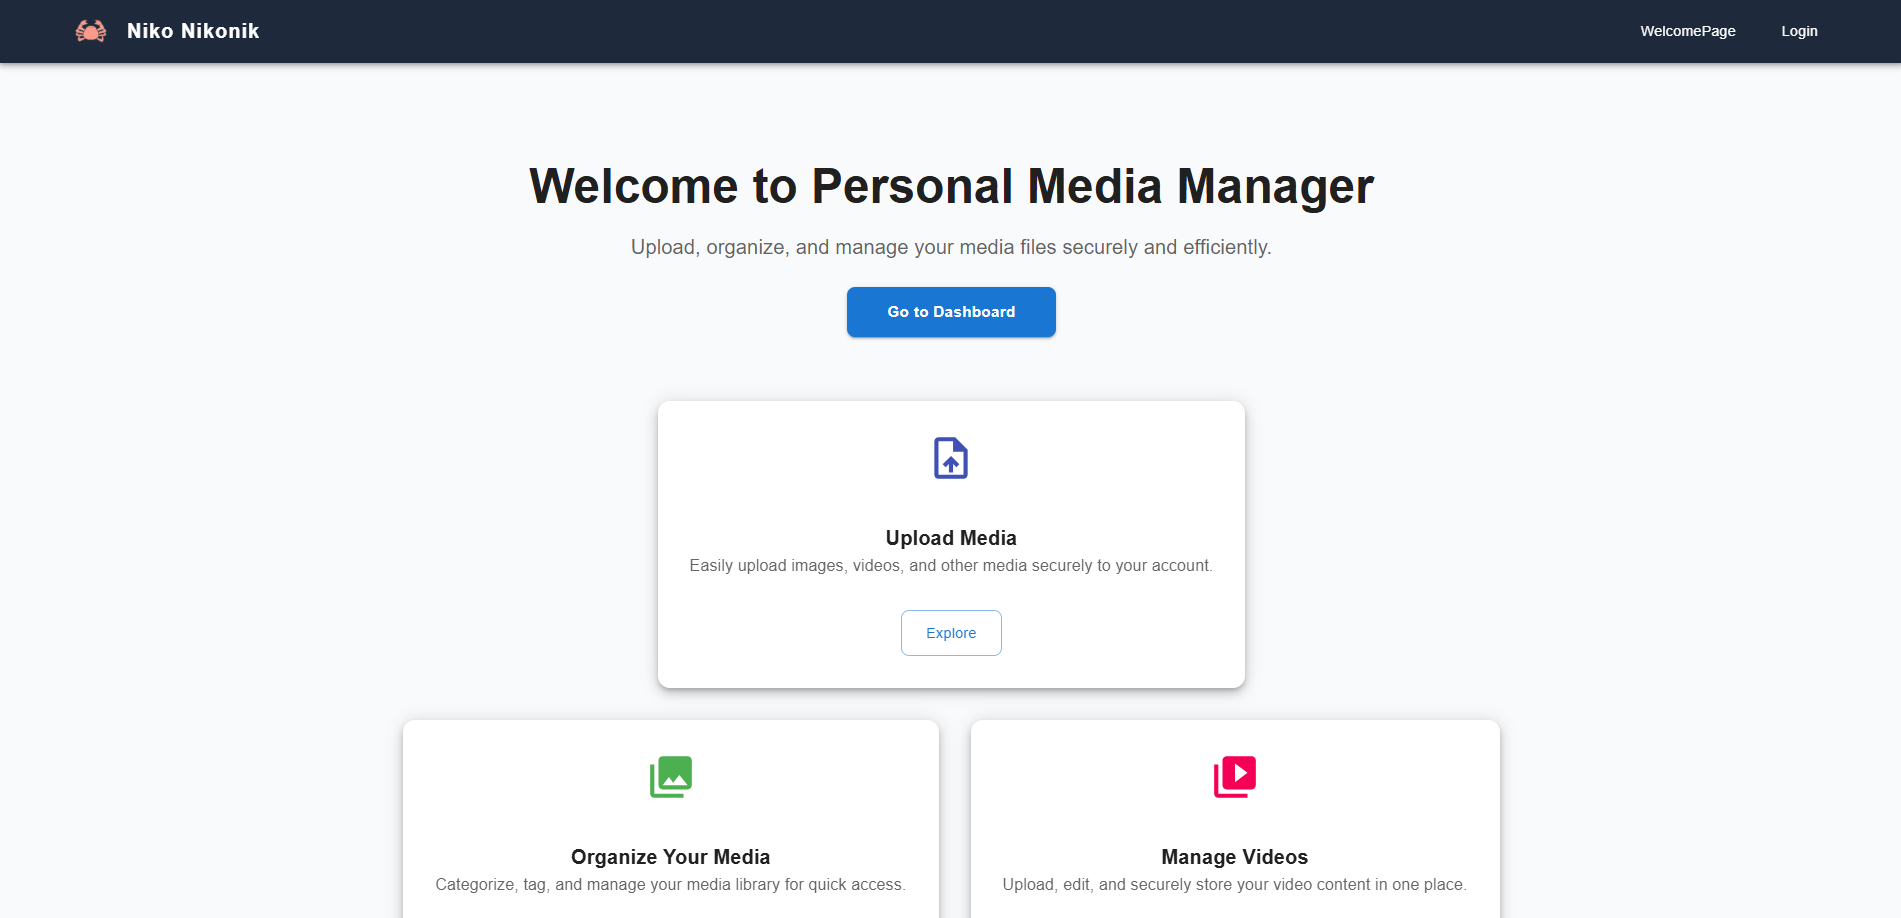 Niko Nikonik
WelcomePage
Login
Welcome to Personal Media Manager
Upload, organize, and manage your media files securely and efficiently.
Go to Dashboard
Upload Media
Easily upload images, videos, and other media securely to your account.
Explore
Organize Your Media
Categorize, tag, and manage your media library for quick access.
Manage Videos
Upload, edit, and securely store your video content in one place.